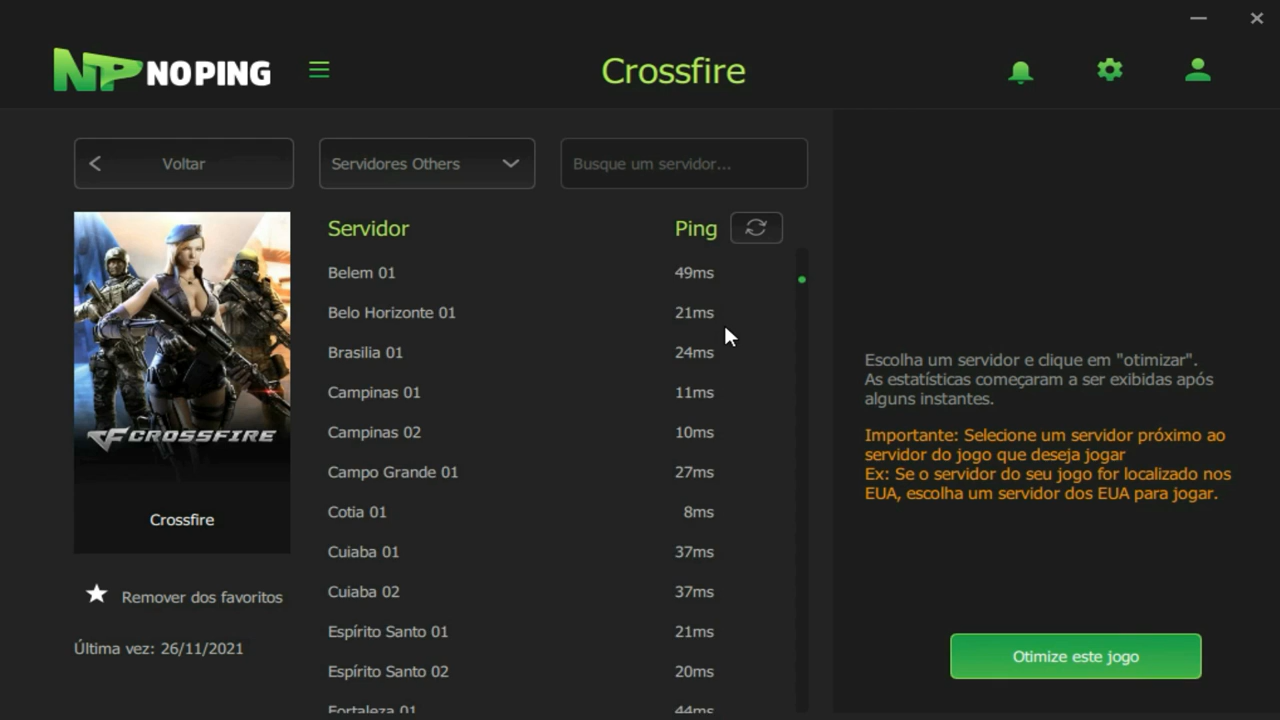 NP NOPING
Crossfire
Voltar
Servidores Others
Busque um servidor...
CF CROSSFIRE
Crossfire
Remover dos favoritos
Última vez: 26/11/2021
Servidor Ping
Belem 01 49ms
Belo Horizonte 01 21ms
Brasilia 01 24ms
Campinas 01 11ms
Campinas 02 10ms
Campo Grande 01 27ms
Cotia 01 8ms
Cuiaba 01 37ms
Cuiaba 02 37ms
Espírito Santo 01 21ms
Espírito Santo 02 20ms
Fortaleza 01 44ms
Escolha um servidor e clique em "otimizar".
As estatísticas começaram a ser exibidas após
alguns instantes.
Importante: Selecione um servidor próximo ao
servidor do jogo que deseja jogar
Ex: Se o servidor do seu jogo for localizado nos
EUA, escolha um servidor dos EUA para jogar.
Otimize este jogo